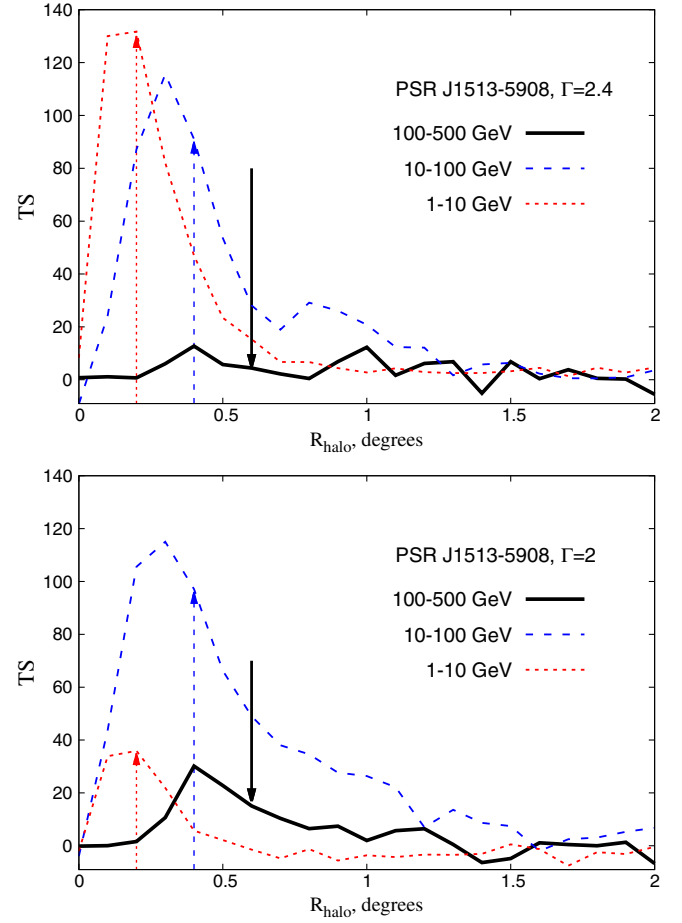 140
120
100
80
60
40
20
0
TS
PSR J1513-5908, Γ=2.4
100-500 GeV
10-100 GeV
1-10 GeV
0 0.5 1 1.5 2
R_halo, degrees
140
120
100
80
60
40
20
0
TS
PSR J1513-5908, Γ=2
100-500 GeV
10-100 GeV
1-10 GeV
0 0.5 1 1.5 2
R_halo, degrees